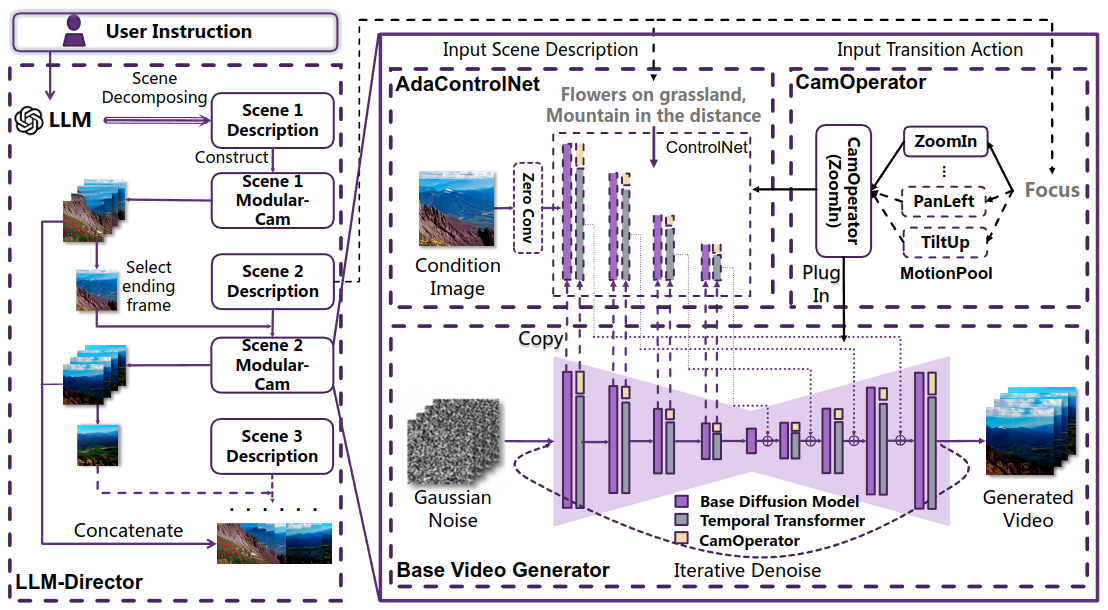 User Instruction
LLM
Scene
Decomposing
Scene 1
Description
Construct
Scene 1
Modular-
Cam
Select
ending
frame
Scene 2
Description
Scene 2
Modular-
Cam
Scene 3
Description
. . . . . .
Concatenate
LLM-Director
Input Scene Description
Input Transition Action
AdaControlNet
Flowers on grassland,
Mountain in the distance
ControlNet
Zero Conv
Condition
Image
CamOperator
CamOperator
(ZoomIn)
ZoomIn
...
PanLeft
TiltUp
MotionPool
Focus
Plug
In
Copy
Gaussian
Noise
Base Diffusion Model
Temporal Transformer
CamOperator
Generated
Video
Base Video Generator
Iterative Denoise